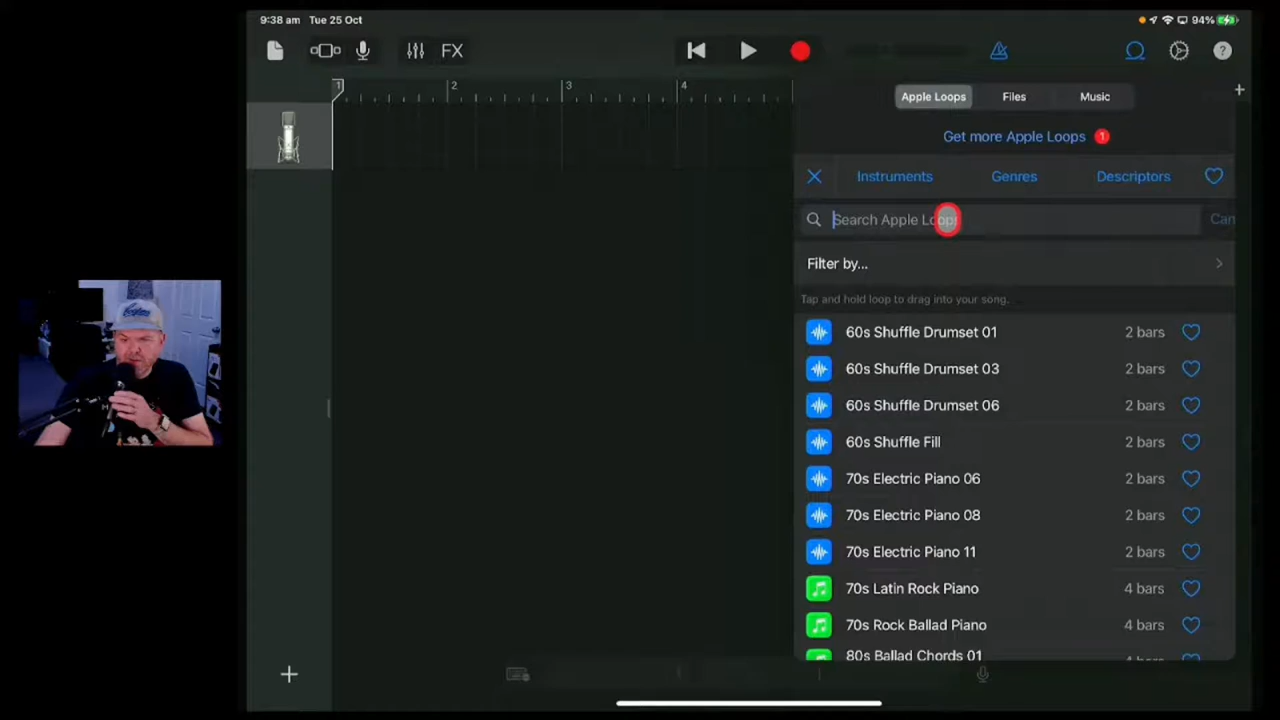 9:38 am Tue 25 Oct
94%
FX
1 2 3 4
Apple Loops Files Music
Get more Apple Loops 1
Instruments Genres Descriptors
Search Apple Loops
Filter by...
Tap and hold loop to drag into your song.
60s Shuffle Drumset 01 2 bars
60s Shuffle Drumset 03 2 bars
60s Shuffle Drumset 06 2 bars
60s Shuffle Fill 2 bars
70s Electric Piano 06 2 bars
70s Electric Piano 08 2 bars
70s Electric Piano 11 2 bars
70s Latin Rock Piano 4 bars
70s Rock Ballad Piano 4 bars
80s Ballad Chords 01 4 bars